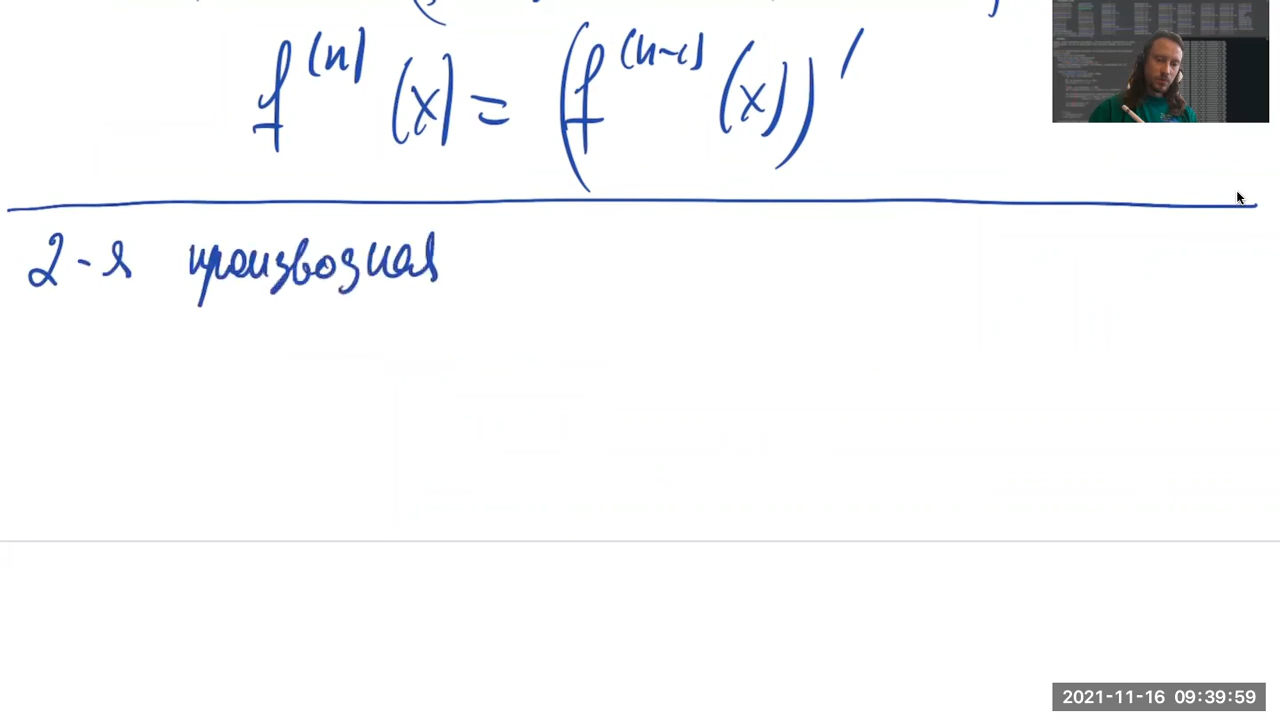 f^{(n)} (x) = (f^{(n-1)} (x))'
2-я производная
2021-11-16 09:39:59